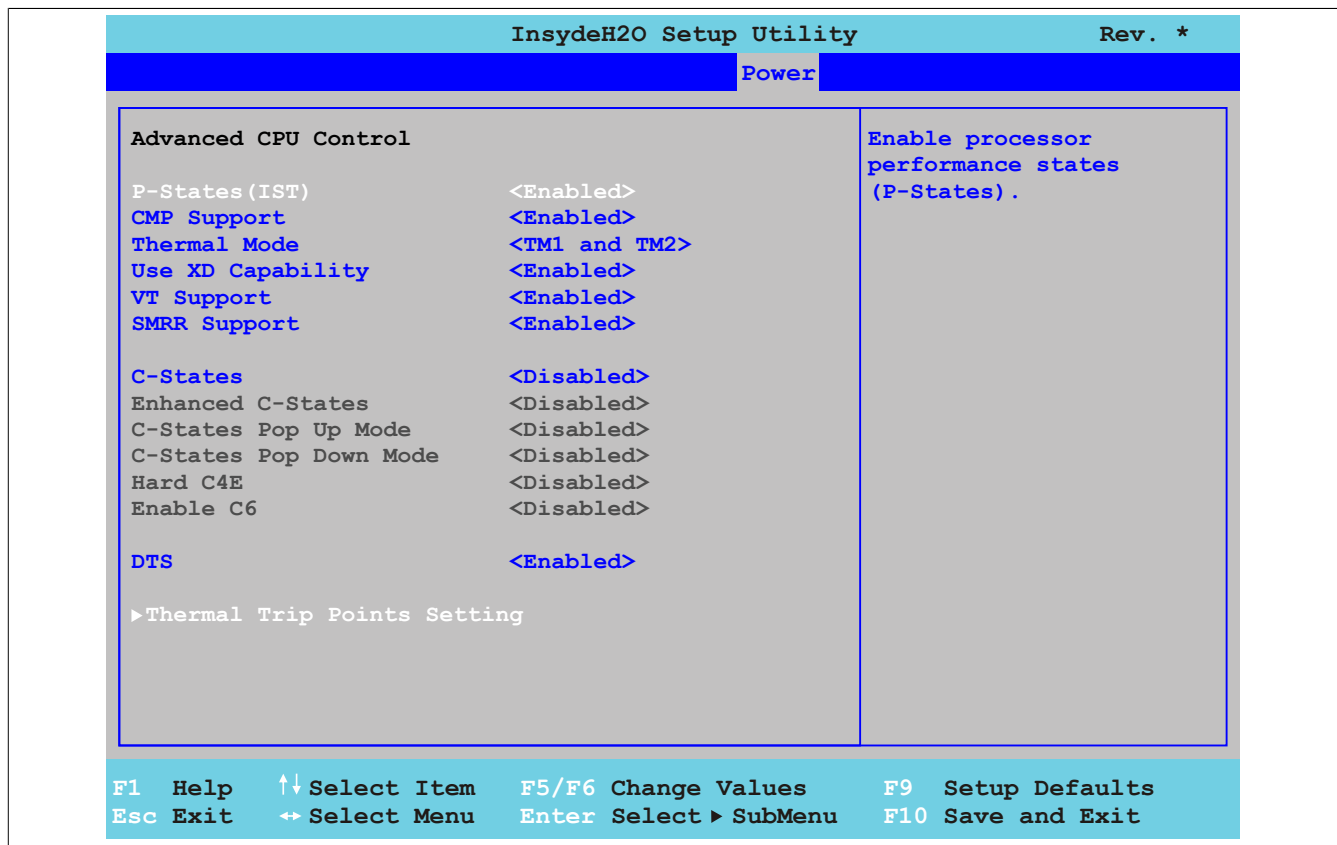 InsydeH2O Setup Utility Rev. *
Power
Advanced CPU Control
P-States(IST) <Enabled>
CMP Support <Enabled>
Thermal Mode <TM1 and TM2>
Use XD Capability <Enabled>
VT Support <Enabled>
SMRR Support <Enabled>
C-States <Disabled>
Enhanced C-States <Disabled>
C-States Pop Up Mode <Disabled>
C-States Pop Down Mode <Disabled>
Hard C4E <Disabled>
Enable C6 <Disabled>
DTS <Enabled>
▶Thermal Trip Points Setting
Enable processor
performance states
(P-States).
F1 Help ↑↓ Select Item F5/F6 Change Values F9 Setup Defaults
Esc Exit ↔ Select Menu Enter Select ▶ SubMenu F10 Save and Exit